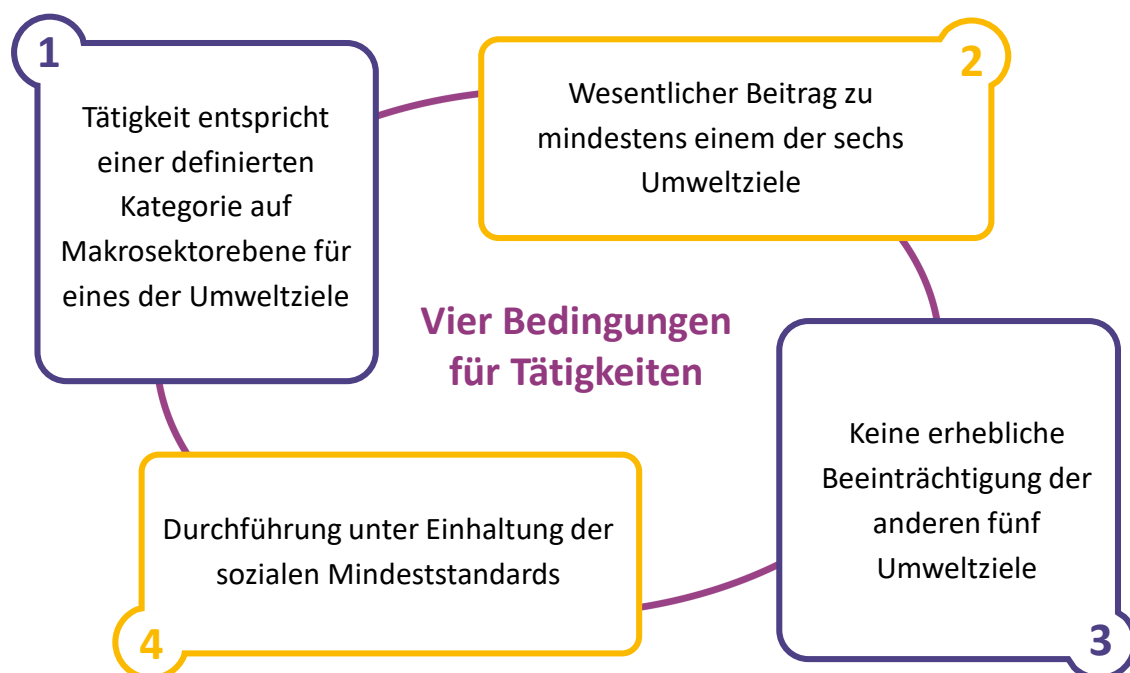 1
Tätigkeit entspricht
einer definierten
Kategorie auf
Makrosektorebene für
eines der Umweltziele
2
Wesentlicher Beitrag zu
mindestens einem der sechs
Umweltziele
Vier Bedingungen
für Tätigkeiten
Keine erhebliche
Beeinträchtigung der
anderen fünf
Umweltziele
3
Durchführung unter Einhaltung der
sozialen Mindeststandards
4